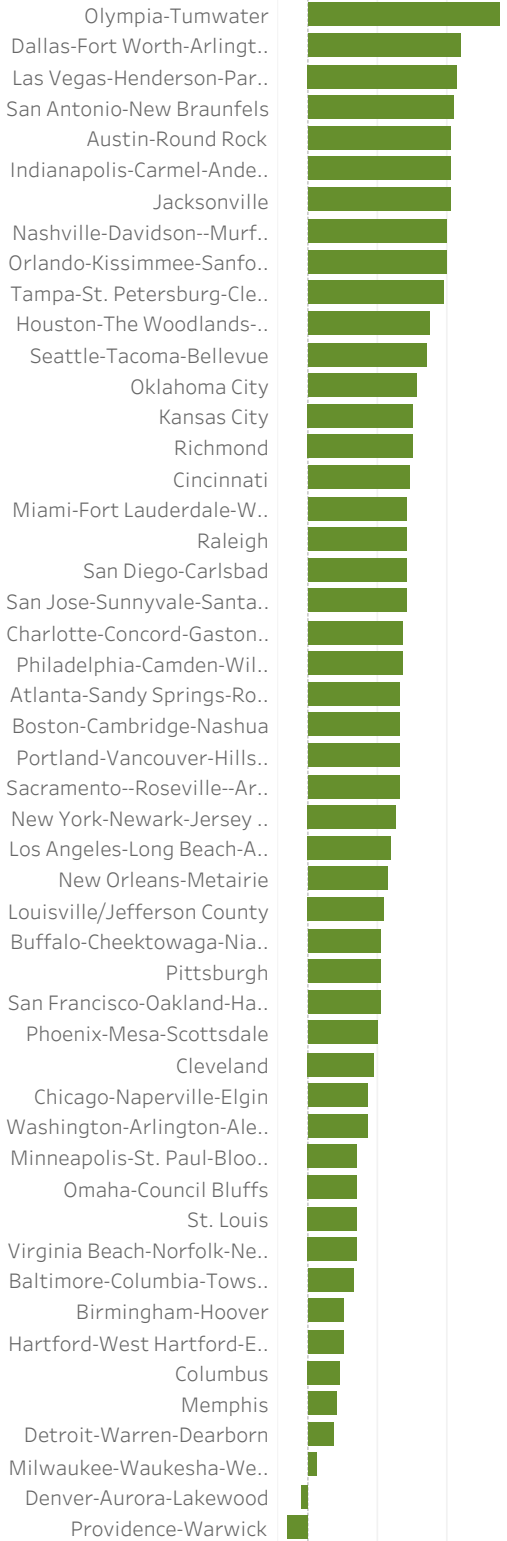 Olympia-Tumwater
Dallas-Fort Worth-Arlingt..
Las Vegas-Henderson-Par..
San Antonio-New Braunfels
Austin-Round Rock
Indianapolis-Carmel-Ande..
Jacksonville
Nashville-Davidson--Murf..
Orlando-Kissimmee-Sanfo..
Tampa-St. Petersburg-Cle..
Houston-The Woodlands-..
Seattle-Tacoma-Bellevue
Oklahoma City
Kansas City
Richmond
Cincinnati
Miami-Fort Lauderdale-W..
Raleigh
San Diego-Carlsbad
San Jose-Sunnyvale-Santa..
Charlotte-Concord-Gaston..
Philadelphia-Camden-Wil..
Atlanta-Sandy Springs-Ro..
Boston-Cambridge-Nashua
Portland-Vancouver-Hills..
Sacramento--Roseville--Ar..
New York-Newark-Jersey ..
Los Angeles-Long Beach-A..
New Orleans-Metairie
Louisville/Jefferson County
Buffalo-Cheektowaga-Nia..
Pittsburgh
San Francisco-Oakland-Ha..
Phoenix-Mesa-Scottsdale
Cleveland
Chicago-Naperville-Elgin
Washington-Arlington-Ale..
Minneapolis-St. Paul-Bloo..
Omaha-Council Bluffs
St. Louis
Virginia Beach-Norfolk-Ne..
Baltimore-Columbia-Tows..
Birmingham-Hoover
Hartford-West Hartford-E..
Columbus
Memphis
Detroit-Warren-Dearborn
Milwaukee-Waukesha-We..
Denver-Aurora-Lakewood
Providence-Warwick